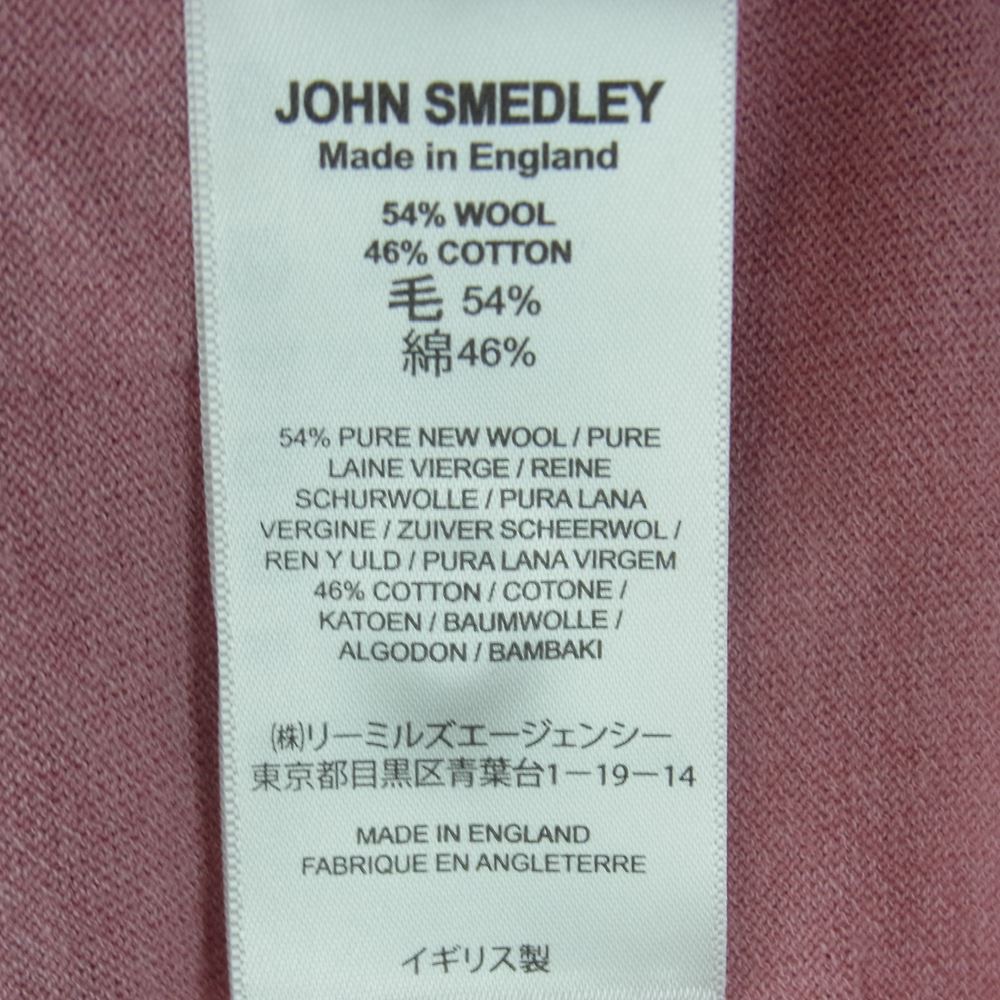 JOHN SMEDLEY
Made in England
54% WOOL
46% COTTON
毛 54%
綿46%
54% PURE NEW WOOL / PURE
LAINE VIERGE / REINE
SCHURWOLLE / PURA LANA
VERGINE / ZUIVER SCHEERWOL /
REN Y ULD / PURA LANA VIRGEM
46% COTTON / COTONE /
KATOEN / BAUMWOLLE /
ALGODON / BAMBAKI
㈱リーミルズエージェンシー
東京都目黒区青葉台1－19－14
MADE IN ENGLAND
FABRIQUE EN ANGLETERRE
イギリス製